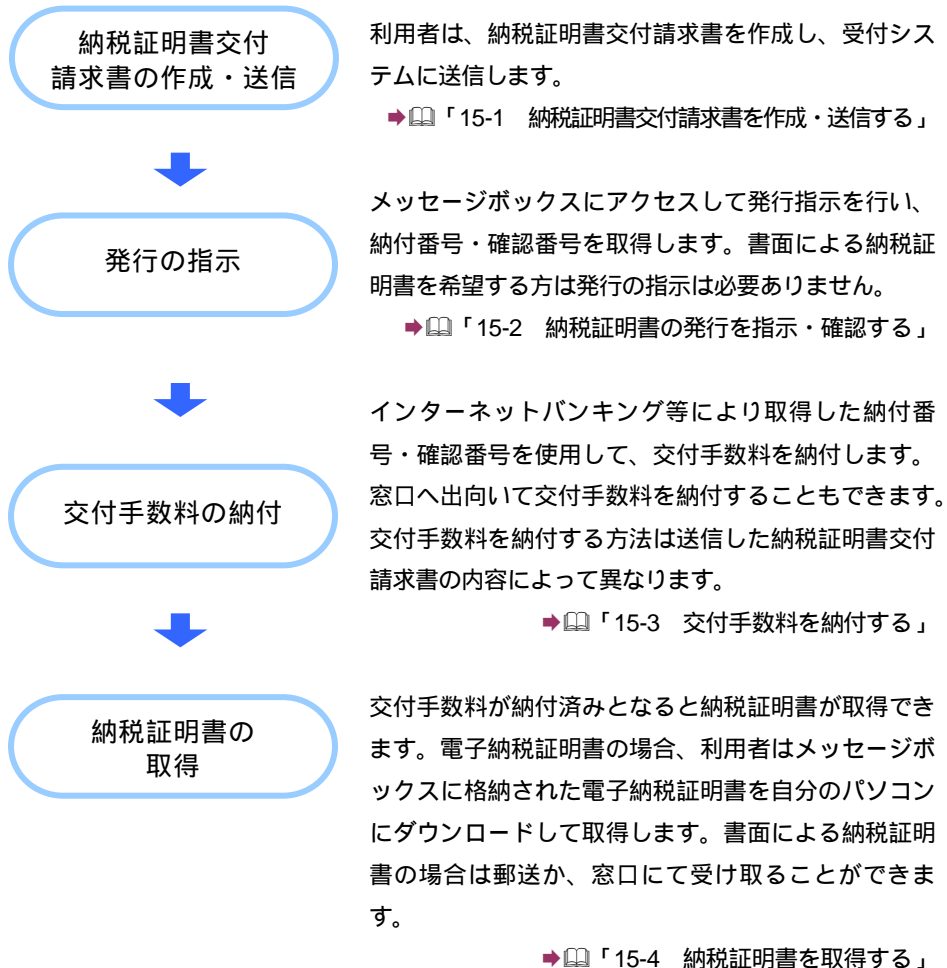 納税証明書交付
請求書の作成・送信
利用者は、納税証明書交付請求書を作成し、受付シス
テムに送信します。
「15-1　納税証明書交付請求書を作成・送信する」
発行の指示
メッセージボックスにアクセスして発行指示を行い、
納付番号・確認番号を取得します。書面による納税証
明書を希望する方は発行の指示は必要ありません。
「15-2　納税証明書の発行を指示・確認する」
交付手数料の納付
インターネットバンキング等により取得した納付番
号・確認番号を使用して、交付手数料を納付します。
窓口へ出向いて交付手数料を納付することもできます。
交付手数料を納付する方法は送信した納税証明書交付
請求書の内容によって異なります。
「15-3　交付手数料を納付する」
納税証明書の
取得
交付手数料が納付済みとなると納税証明書が取得でき
ます。電子納税証明書の場合、利用者はメッセージボ
ックスに格納された電子納税証明書を自分のパソコン
にダウンロードして取得します。書面による納税証明
書の場合は郵送か、窓口にて受け取ることができま
す。
「15-4　納税証明書を取得する」